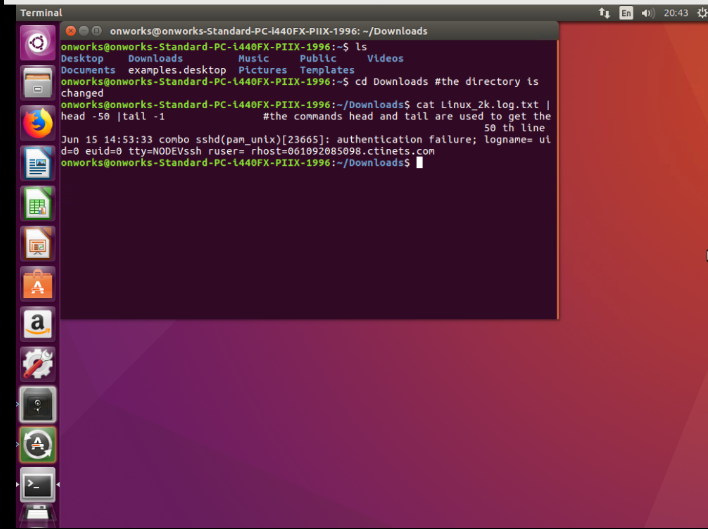 Terminal
En 20:43
onworks@onworks-Standard-PC-i440FX-PIIX-1996: ~/Downloads
onworks@onworks-Standard-PC-i440FX-PIIX-1996:~$ ls
Desktop Downloads Music Public Videos
Documents examples.desktop Pictures Templates
onworks@onworks-Standard-PC-i440FX-PIIX-1996:~$ cd Downloads #the directory is
changed
onworks@onworks-Standard-PC-i440FX-PIIX-1996:~/Downloads$ cat Linux_2k.log.txt |
head -50 |tail -1 #the commands head and tail are used to get the
50 th line
Jun 15 14:53:33 combo sshd(pam_unix)[23665]: authentication failure; logname= ui
d=0 euid=0 tty=NODEVssh ruser= rhost=061092085098.ctinets.com
onworks@onworks-Standard-PC-i440FX-PIIX-1996:~/Downloads$